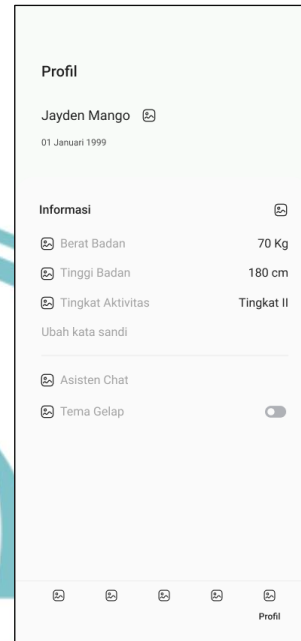 Profil
Jayden Mango
01 Januari 1999
Informasi
Berat Badan 70 Kg
Tinggi Badan 180 cm
Tingkat Aktivitas Tingkat II
Ubah kata sandi
Asisten Chat
Tema Gelap
Profil